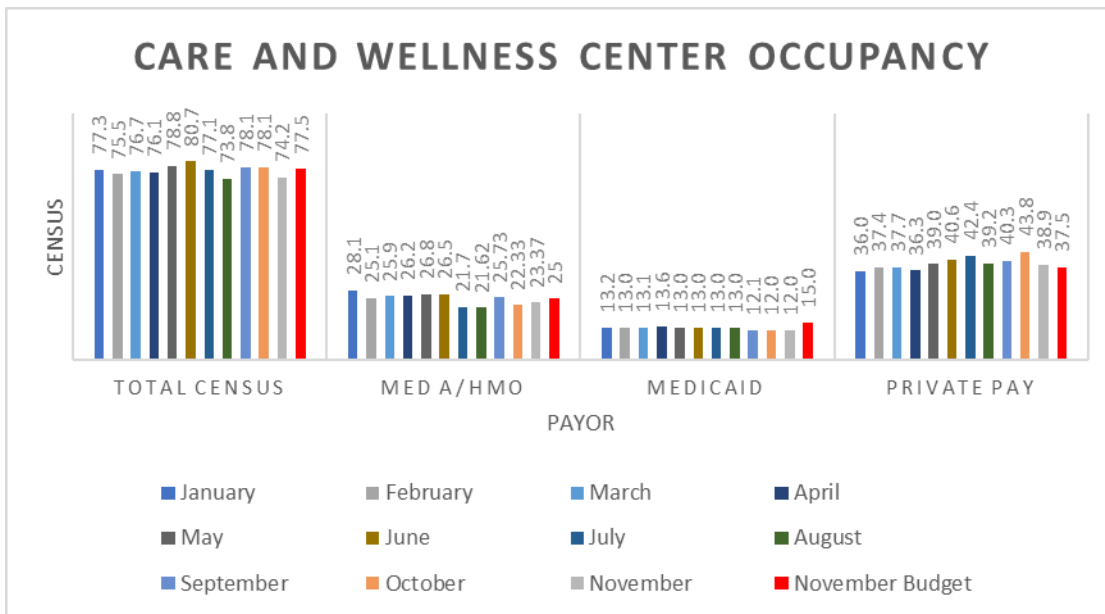 CARE AND WELLNESS CENTER OCCUPANCY
CENSUS
77.3 75.5 76.7 76.1 78.8 80.7 77.1 73.8 78.1 78.1 74.2 77.5
28.1 25.1 25.9 26.2 26.8 26.5 21.7 21.62 25.73 22.33 23.37 25
13.2 13.0 13.1 13.6 13.0 13.0 13.0 13.0 12.1 12.0 12.0 15.0
36.0 37.4 37.7 36.3 39.0 40.6 42.4 39.2 40.3 43.8 38.9 37.5
TOTAL CENSUS MED A/HMO MEDICAID PRIVATE PAY
PAYOR
January February March April
May June July August
September October November November Budget